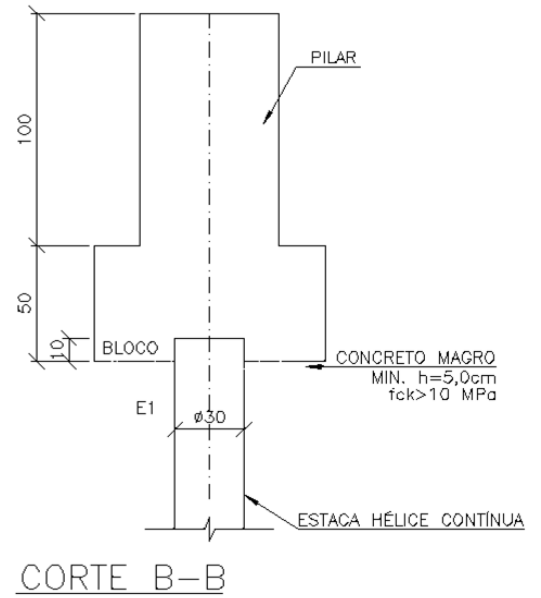 PILAR
100
50
10
BLOCO
CONCRETO MAGRO
MIN. h=5,0cm
fck>10 MPa
E1
ø30
ESTACA HÉLICE CONTÍNUA
CORTE B-B